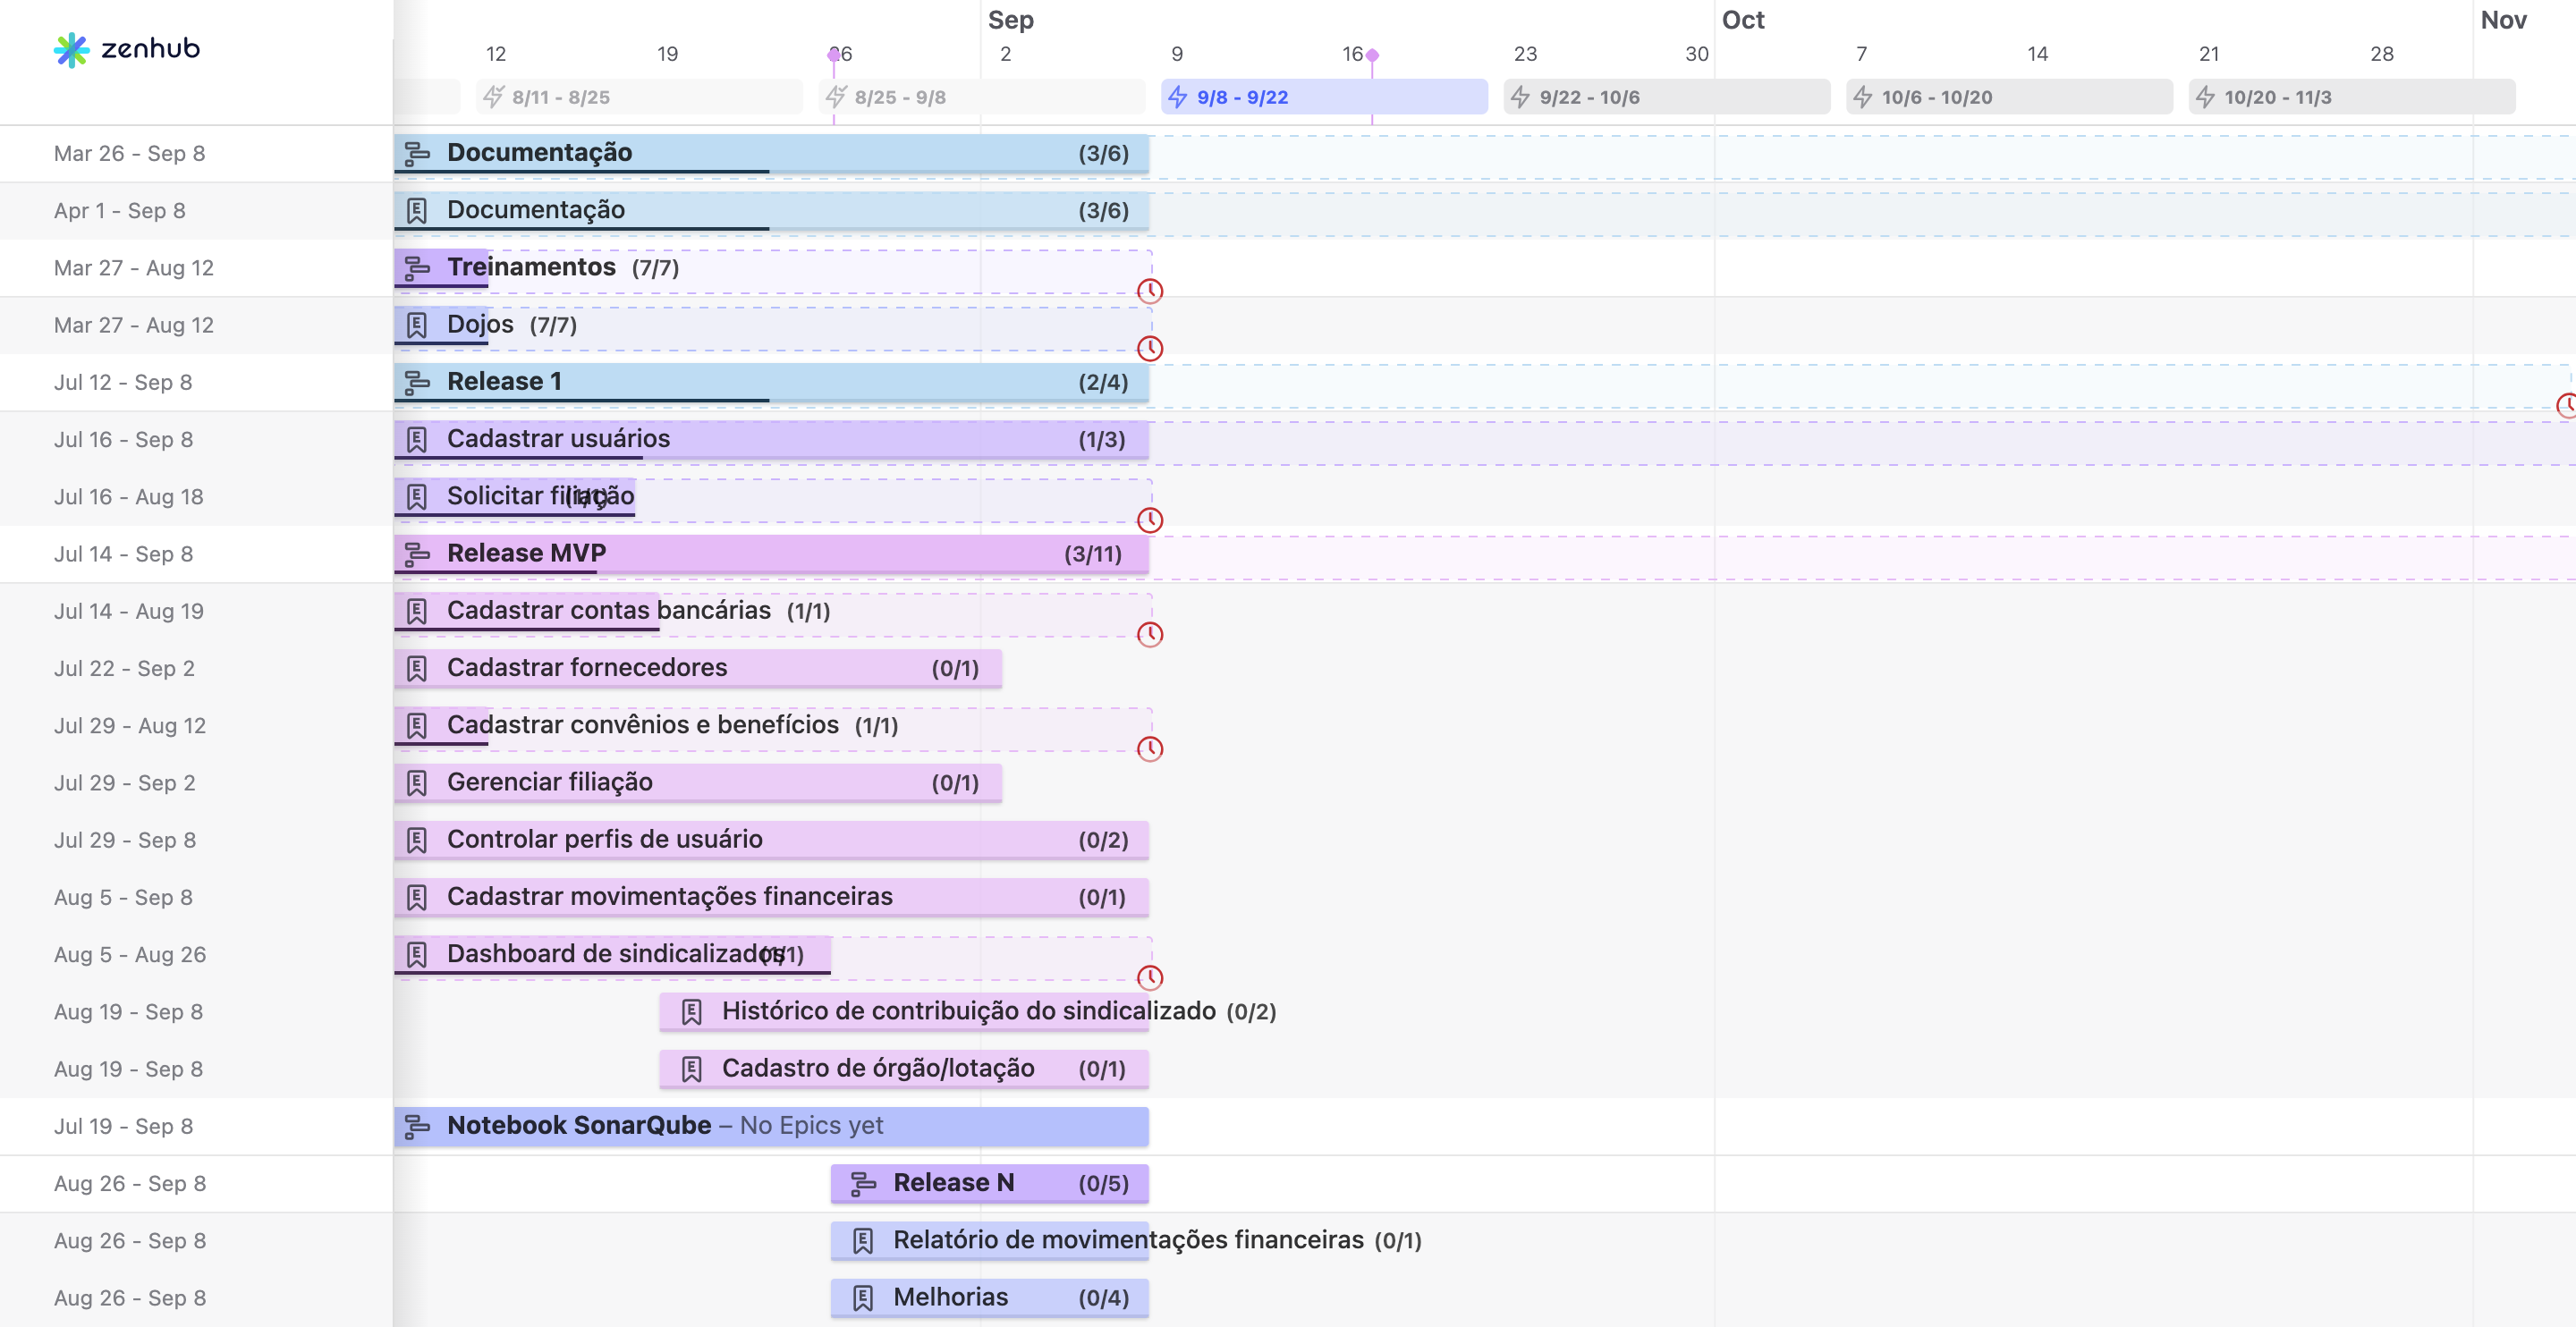 zenhub
Sep Oct Nov
12 19 26 2 9 16 23 30 7 14 21 28
8/11 - 8/25 8/25 - 9/8 9/8 - 9/22 9/22 - 10/6 10/6 - 10/20 10/20 - 11/3
Mar 26 - Sep 8 Documentação (3/6)
Apr 1 - Sep 8 Documentação (3/6)
Mar 27 - Aug 12 Treinamentos (7/7)
Mar 27 - Aug 12 Dojos (7/7)
Jul 12 - Sep 8 Release 1 (2/4)
Jul 16 - Sep 8 Cadastrar usuários (1/3)
Jul 16 - Aug 18 Solicitar filiação (1/1)
Jul 14 - Sep 8 Release MVP (3/11)
Jul 14 - Aug 19 Cadastrar contas bancárias (1/1)
Jul 22 - Sep 2 Cadastrar fornecedores (0/1)
Jul 29 - Aug 12 Cadastrar convênios e benefícios (1/1)
Jul 29 - Sep 2 Gerenciar filiação (0/1)
Jul 29 - Sep 8 Controlar perfis de usuário (0/2)
Aug 5 - Sep 8 Cadastrar movimentações financeiras (0/1)
Aug 5 - Aug 26 Dashboard de sindicalizados (1/1)
Aug 19 - Sep 8 Histórico de contribuição do sindicalizado (0/2)
Aug 19 - Sep 8 Cadastro de órgão/lotação (0/1)
Jul 19 - Sep 8 Notebook SonarQube – No Epics yet
Aug 26 - Sep 8 Release N (0/5)
Aug 26 - Sep 8 Relatório de movimentações financeiras (0/1)
Aug 26 - Sep 8 Melhorias (0/4)